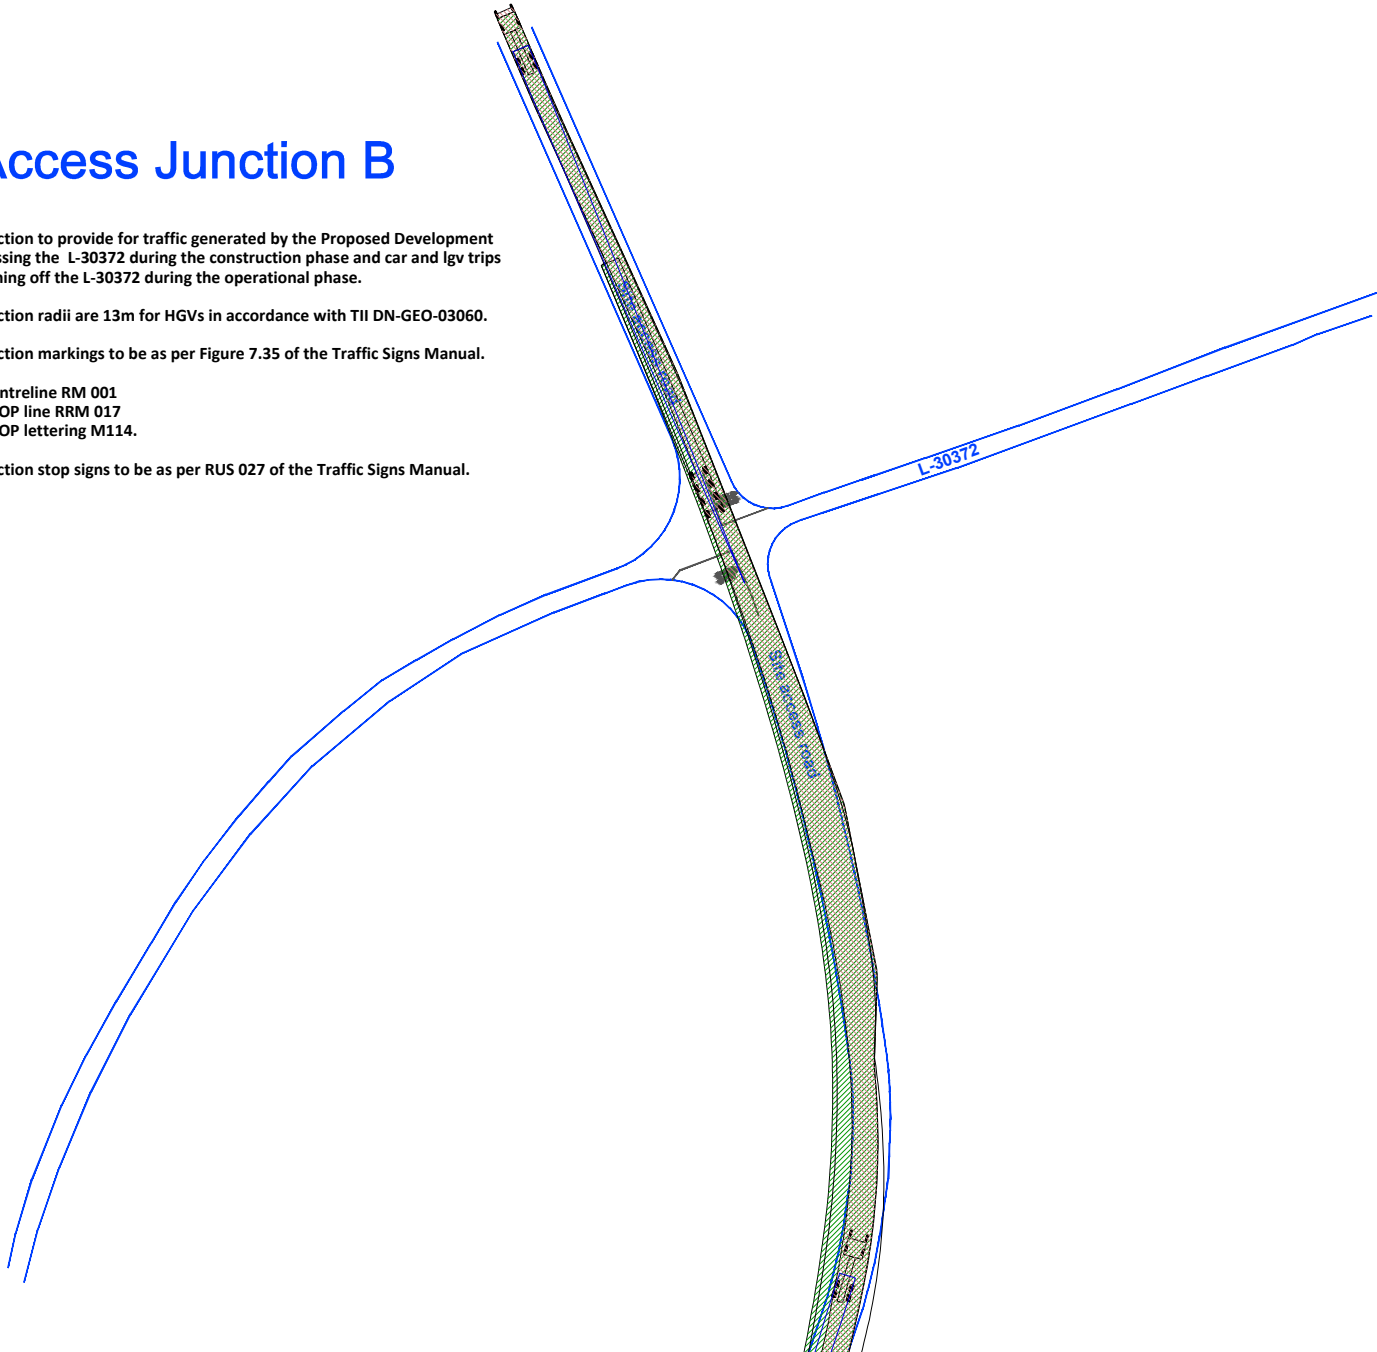 Access Junction B
ction to provide for traffic generated by the Proposed Development
ssing the L-30372 during the construction phase and car and lgv trips
ning off the L-30372 during the operational phase.
ction radii are 13m for HGVs in accordance with TII DN-GEO-03060.
ction markings to be as per Figure 7.35 of the Traffic Signs Manual.
ntreline RM 001
OP line RRM 017
OP lettering M114.
ction stop signs to be as per RUS 027 of the Traffic Signs Manual.
Site access road
L-30372
Site access road